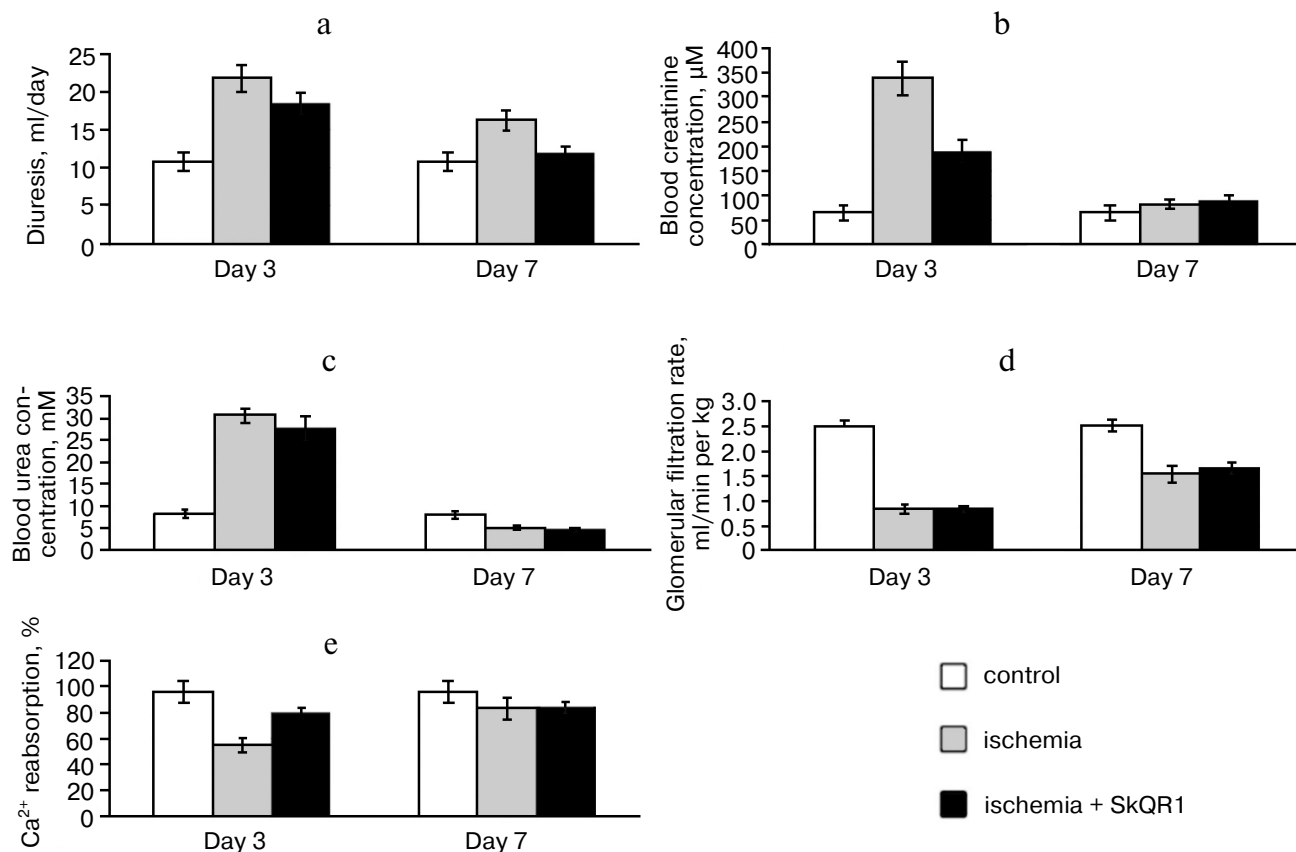 a
Diuresis, ml/day
25
20
15
10
5
0
Day 3
Day 7
b
Blood creatinine
concentration, µM
400
350
300
250
200
150
100
50
0
Day 3
Day 7
c
Blood urea con-
centration, mM
35
30
25
20
15
10
5
0
Day 3
Day 7
d
Glomerular filtration rate,
ml/min per kg
3.0
2.5
2.0
1.5
1.0
0.5
0
Day 3
Day 7
e
Ca²⁺ reabsorption, %
120
100
80
60
40
20
0
Day 3
Day 7
control
ischemia
ischemia + SkQR1